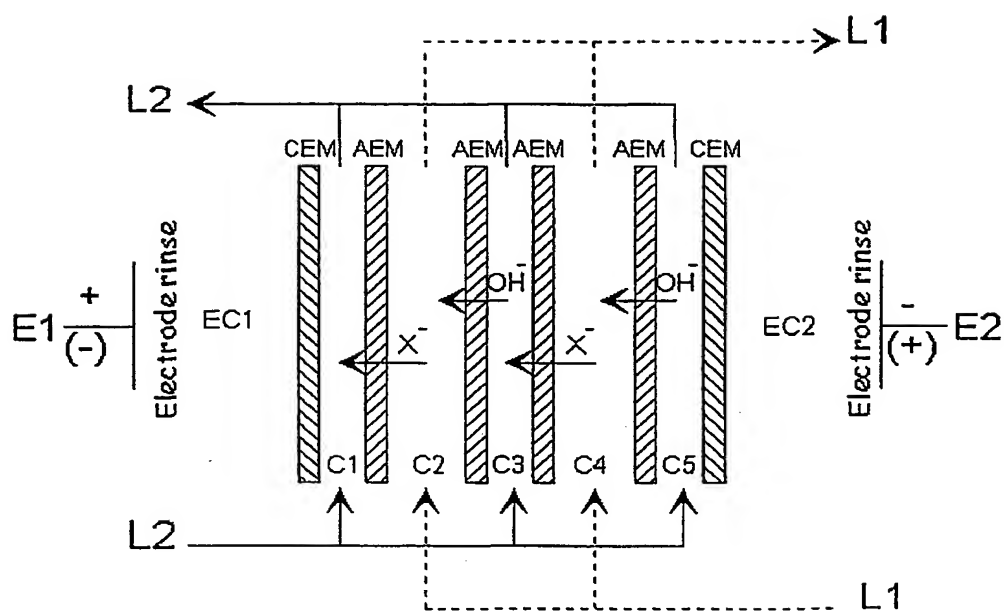 L1
L2
CEM AEM AEM AEM AEM CEM
OH⁻ OH⁻
+ Electrode rinse EC1 EC2 Electrode rinse -
E1 E2
(-) (+)
X⁻ X⁻
C1 C2 C3 C4 C5
L2
L1